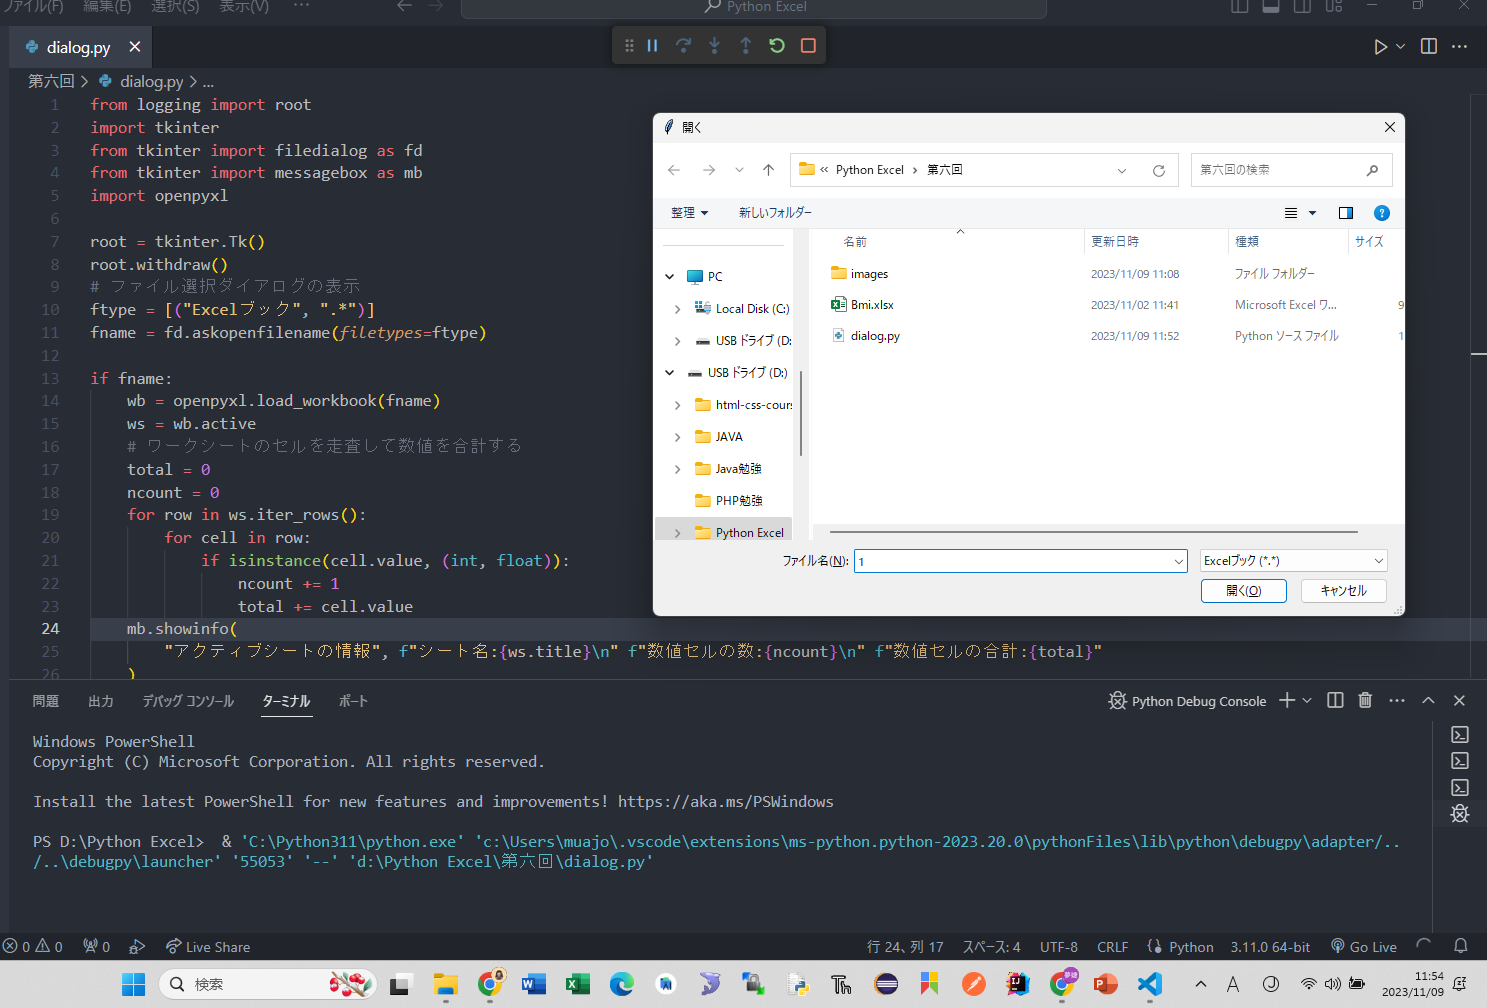 ファイル(F) 編集(E) 選択(S) 表示(V) ··· Python Excel
dialog.py
第六回 > dialog.py > ...
1 from logging import root
2 import tkinter
3 from tkinter import filedialog as fd
4 from tkinter import messagebox as mb
5 import openpyxl
6
7 root = tkinter.Tk()
8 root.withdraw()
9 # ファイル選択ダイアログの表示
10 ftype = [("Excelブック", ".*")]
11 fname = fd.askopenfilename(filetypes=ftype)
12
13 if fname:
14 wb = openpyxl.load_workbook(fname)
15 ws = wb.active
16 # ワークシートのセルを走査して数値を合計する
17 total = 0
18 ncount = 0
19 for row in ws.iter_rows():
20 for cell in row:
21 if isinstance(cell.value, (int, float)):
22 ncount += 1
23 total += cell.value
24 mb.showinfo(
25 "アクティブシートの情報", f"シート名:{ws.title}\n" f"数値セルの数:{ncount}\n" f"数値セルの合計:{total}"
26 )
開く
« Python Excel > 第六回
第六回の検索
整理 新しいフォルダー
名前 更新日時 種類 サイズ
PC
Local Disk (C:)
USB ドライブ (D:
USB ドライブ (D:)
html-css-cours
JAVA
Java勉強
PHP勉強
Python Excel
images 2023/11/09 11:08 ファイル フォルダー
Bmi.xlsx 2023/11/02 11:41 Microsoft Excel ワ... 9
dialog.py 2023/11/09 11:52 Python ソース ファイル 1
ファイル名(N): 1 Excelブック (*.*)
開く(O) キャンセル
問題 出力 デバッグ コンソール ターミナル ポート Python Debug Console
Windows PowerShell
Copyright (C) Microsoft Corporation. All rights reserved.
Install the latest PowerShell for new features and improvements! https://aka.ms/PSWindows
PS D:\Python Excel> & 'C:\Python311\python.exe' 'c:\Users\muajo\.vscode\extensions\ms-python.python-2023.20.0\pythonFiles\lib\python\debugpy\adapter/..
/..\debugpy\launcher' '55053' '--' 'd:\Python Excel\第六回\dialog.py'
0 0 0 Live Share 行 24、列 17 スペース: 4 UTF-8 CRLF Python 3.11.0 64-bit Go Live
検索 A 11:54
2023/11/09